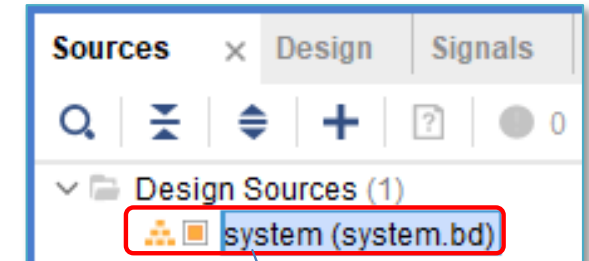 Sources × Design Signals
? 0
Design Sources (1)
system (system.bd)